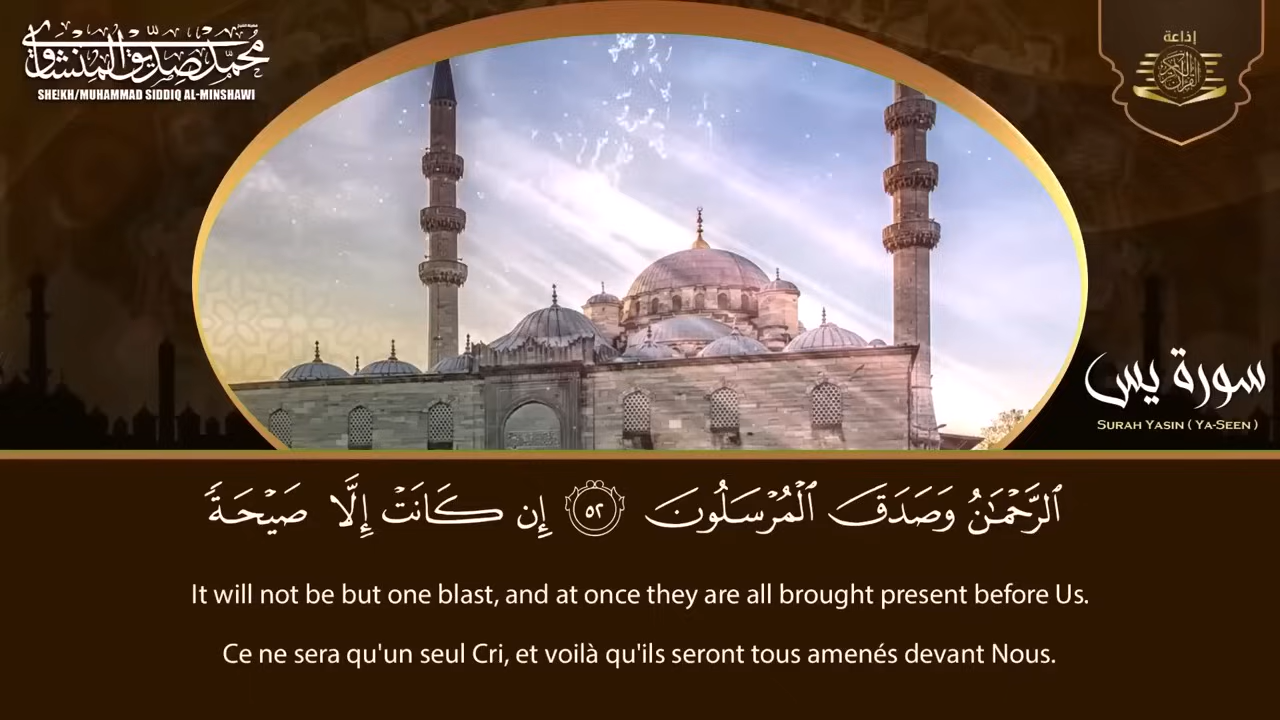 محمد صديق المنشاوي
SHEIKH/MUHAMMAD SIDDIQ AL-MINSHAWI
إذاعة
القرآن الكريم
سورة يس
SURAH YASIN ( YA-SEEN )
ٱلرَّحْمَـٰنُ وَصَدَقَ ٱلْمُرْسَلُونَ ٥٢ إِن كَانَتْ إِلَّا صَيْحَةً
It will not be but one blast, and at once they are all brought present before Us.
Ce ne sera qu'un seul Cri, et voilà qu'ils seront tous amenés devant Nous.